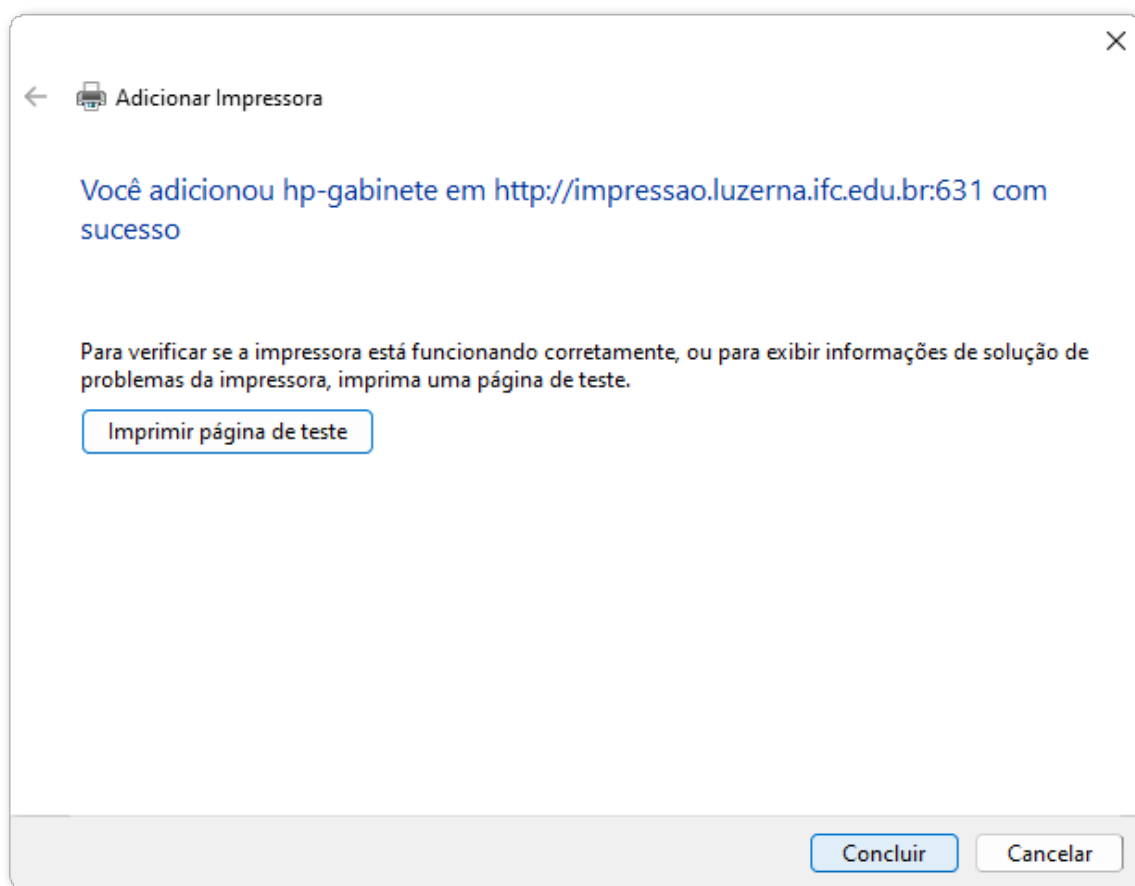 Adicionar Impressora
Você adicionou hp-gabinete em http://impressao.luzerna.ifc.edu.br:631 com
sucesso
Para verificar se a impressora está funcionando corretamente, ou para exibir informações de solução de
problemas da impressora, imprima uma página de teste.
Imprimir página de teste
Concluir
Cancelar